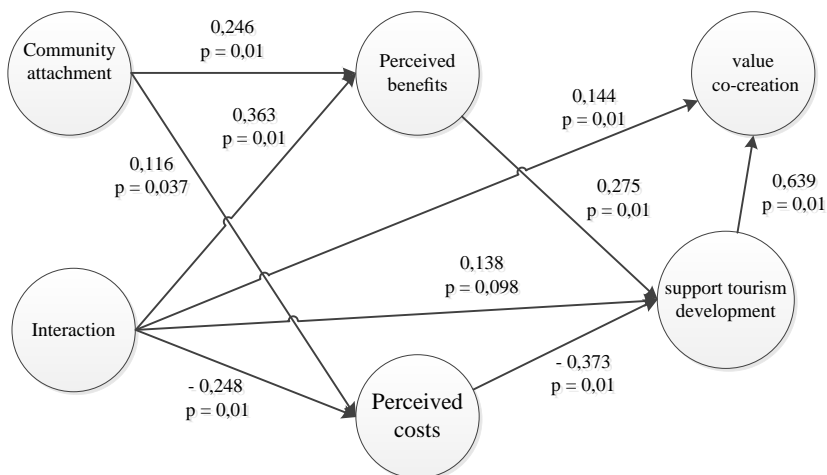 Community
attachment
0,246
p = 0,01
Perceived
benefits
value
co-creation
0,363
p = 0,01
0,144
p = 0,01
0,116
p = 0,037
0,275
p = 0,01
0,639
p = 0,01
Interaction
0,138
p = 0,098
support tourism
development
- 0,248
p = 0,01
Perceived
costs
- 0,373
p = 0,01